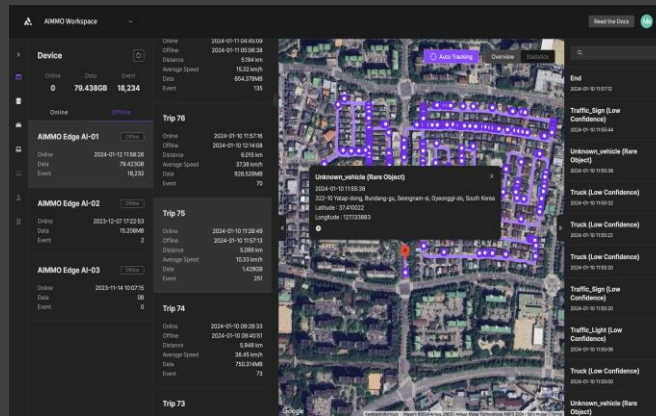 AIMMO Workspace
Read the Docs
Device
Online Data Event
0 79.438GB 18,234
Online Offline
AIMMO Edge AI-01 Offline
Online 2024-01-12 11:58:26
Data 79.423GB
Event 18,232
AIMMO Edge AI-02 Offline
Online 2023-12-07 17:22:53
Data 15.206MB
Event 2
AIMMO Edge AI-03 Offline
Online 2023-11-14 10:07:15
Data 0B
Event 0
Online 2024-01-11 04:45:09
Offline 2024-01-11 05:06:38
Distance 5.194 km
Average Speed 15.32 km/h
Data 654.378MB
Event 135
Trip 76
Online 2024-01-10 11:57:16
Offline 2024-01-10 12:14:08
Distance 6.015 km
Average Speed 37.38 km/h
Data 928.529MB
Event 70
Trip 75
Online 2024-01-10 11:28:49
Offline 2024-01-10 11:57:13
Distance 5.089 km
Average Speed 10.33 km/h
Data 1.428GB
Event 251
Trip 74
Online 2024-01-10 09:28:33
Offline 2024-01-10 09:40:51
Distance 5.948 km
Average Speed 36.45 km/h
Data 750.314MB
Event 73
Trip 73
Auto Tracking Overview Statistics
Unknown_vehicle (Rare Object)
2024-01-10 11:55:38
322-10 Yatap-dong, Bundang-gu, Seongnam-si, Gyeonggi-do, South Korea
Latitude : 37.410022
Longitude : 127.133883
Google
End
2024-01-10 11:57:12
Traffic_Sign (Low
Confidence)
2024-01-10 11:55:44
Unknown_vehicle (Rare
Object)
2024-01-10 11:55:38
Truck (Low Confidence)
2024-01-10 11:55:32
Truck (Low Confidence)
2024-01-10 11:55:22
Truck (Low Confidence)
2024-01-10 11:55:20
Traffic_Sign (Low
Confidence)
2024-01-10 11:55:20
Traffic_Light (Low
Confidence)
2024-01-10 11:55:08
Truck (Low Confidence)
2024-01-10 11:55:00
Unknown_vehicle (Rare
Object)